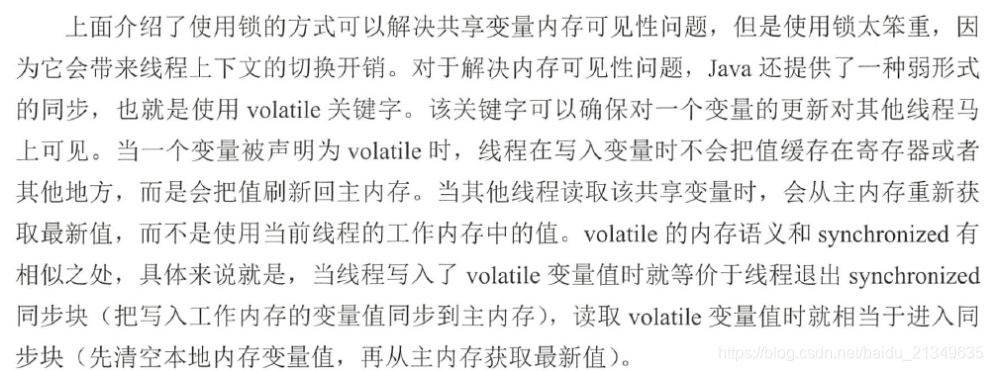 上面介绍了使用锁的方式可以解决共享变量内存可见性问题，但是使用锁太笨重，因
为它会带来线程上下文的切换开销。对于解决内存可见性问题，Java 还提供了一种弱形式
的同步，也就是使用 volatile 关键字。该关键字可以确保对一个变量的更新对其他线程马
上可见。当一个变量被声明为 volatile 时，线程在写入变量时不会把值缓存在寄存器或者
其他地方，而是会把值刷新回主内存。当其他线程读取该共享变量时，会从主内存重新获
取最新值，而不是使用当前线程的工作内存中的值。volatile 的内存语义和 synchronized 有
相似之处，具体来说就是，当线程写入了 volatile 变量值时就等价于线程退出 synchronized
同步块（把写入工作内存的变量值同步到主内存），读取 volatile 变量值时就相当于进入同
步块（先清空本地内存变量值，再从主内存获取最新值）。
https://blog.csdn.net/baidu_21349635